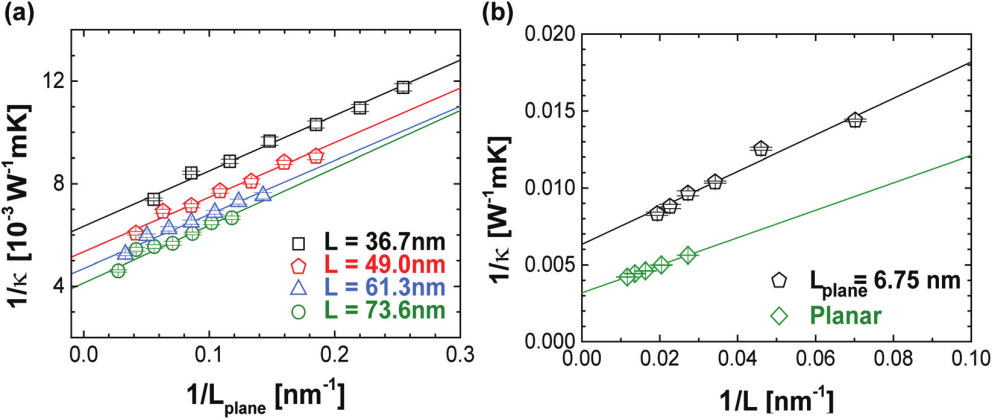 (a)
1/κ [10⁻³ W⁻¹mK]
12
8
4
L = 36.7nm
L = 49.0nm
L = 61.3nm
L = 73.6nm
0.0 0.1 0.2 0.3
1/Lplane [nm⁻¹]
(b)
1/κ [W⁻¹mK]
0.020
0.015
0.010
0.005
0.000
Lplane = 6.75 nm
Planar
0.00 0.02 0.04 0.06 0.08 0.10
1/L [nm⁻¹]